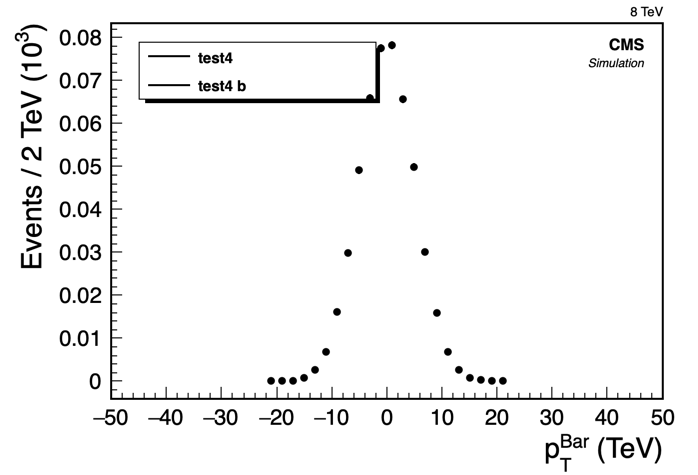 8 TeV
CMS
Simulation
test4
test4 b
Events / 2 TeV (10³)
0.08
0.07
0.06
0.05
0.04
0.03
0.02
0.01
0
−50 −40 −30 −20 −10 0 10 20 30 40 50
p_T^Bar (TeV)